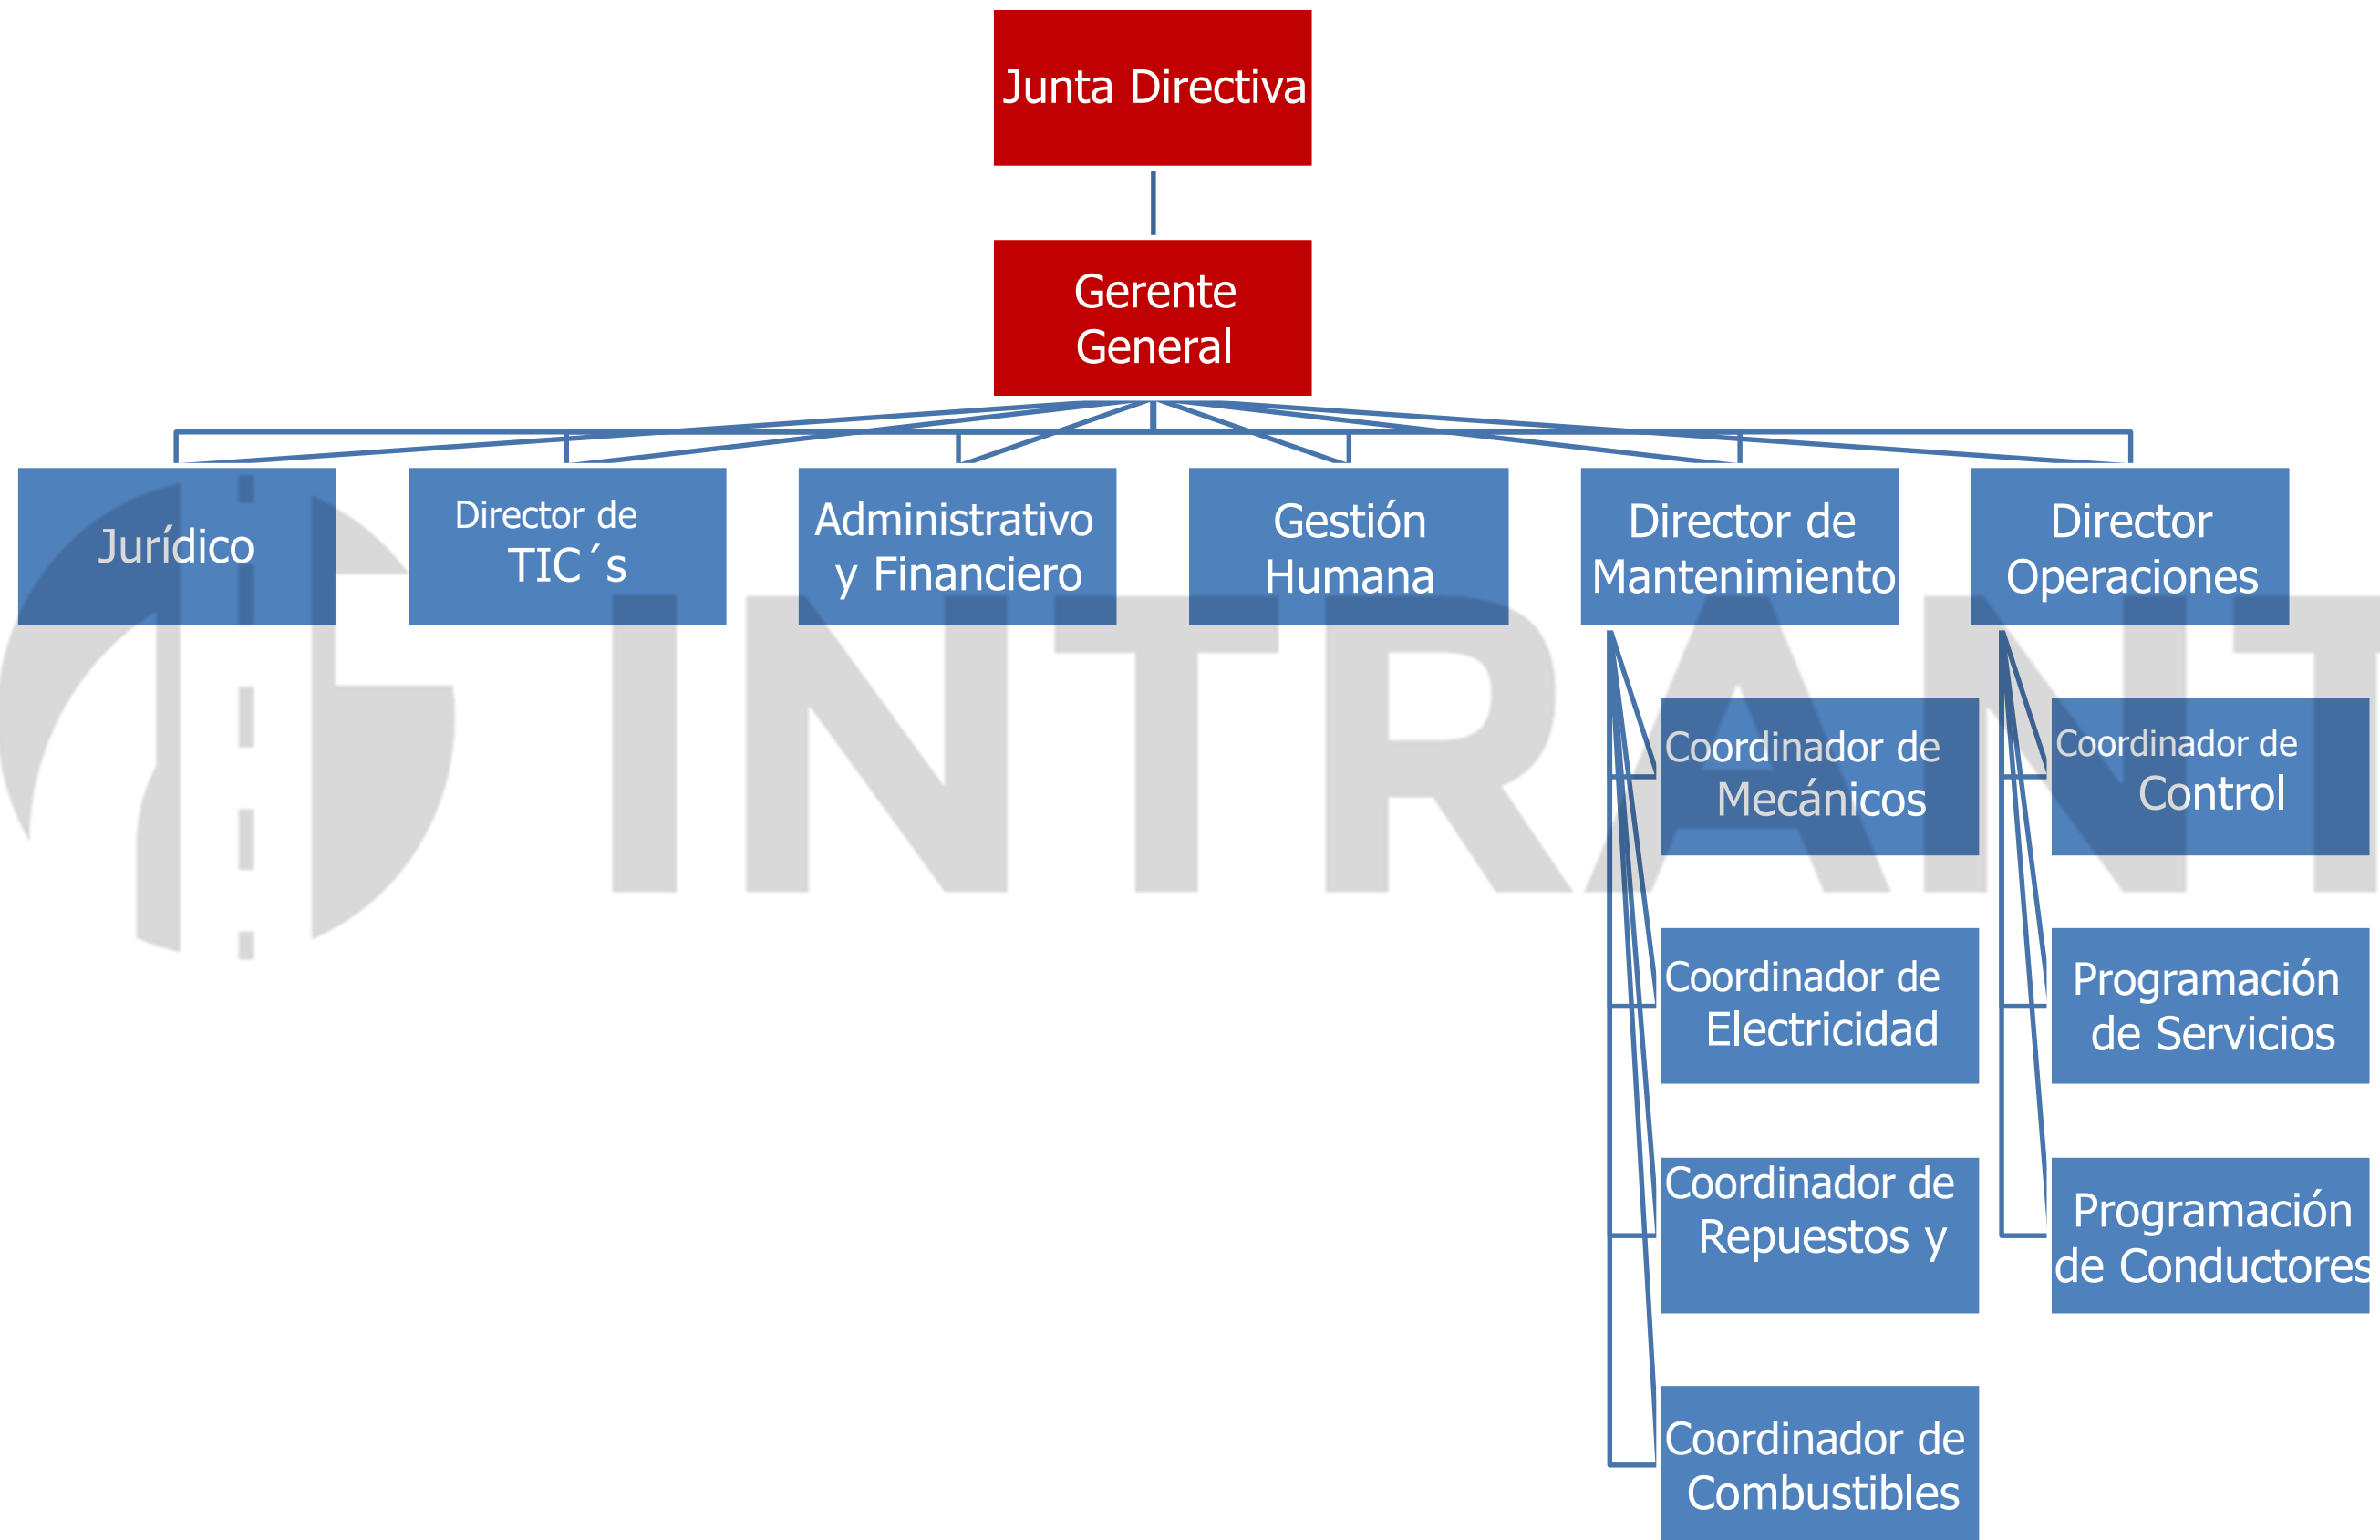 Junta Directiva
Gerente
General
Jurídico
Director de
TIC´s
Administrativo
y Financiero
Gestión
Humana
Director de
Mantenimiento
Director
Operaciones
Coordinador de
Mecánicos
Coordinador de
Electricidad
Coordinador de
Repuestos y
Coordinador de
Combustibles
Coordinador de
Control
Programación
de Servicios
Programación
de Conductores
INTRANT